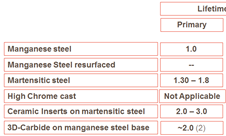 Lifetime
Primary
Manganese steel 1.0
Manganese Steel resurfaced --
Martensitic steel 1.30 – 1.8
High Chrome cast Not Applicable
Ceramic Inserts on martensitic steel 2.0 – 3.0
3D-Carbide on manganese steel base ~2.0 (2)